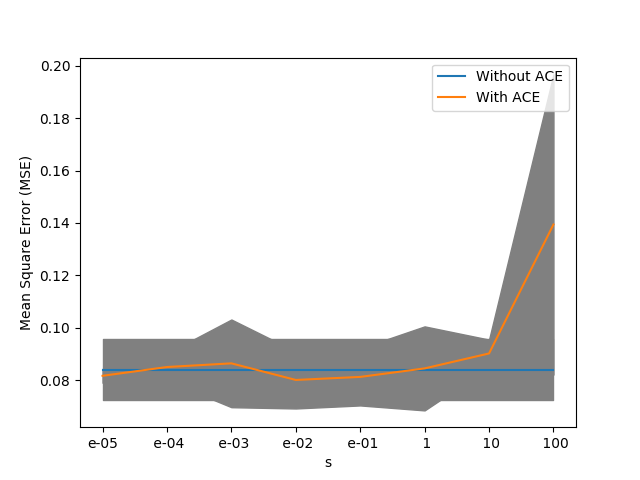 0.20
0.18
0.16
0.14
0.12
0.10
0.08
Mean Square Error (MSE)
Without ACE
With ACE
e-05 e-04 e-03 e-02 e-01 1 10 100
s